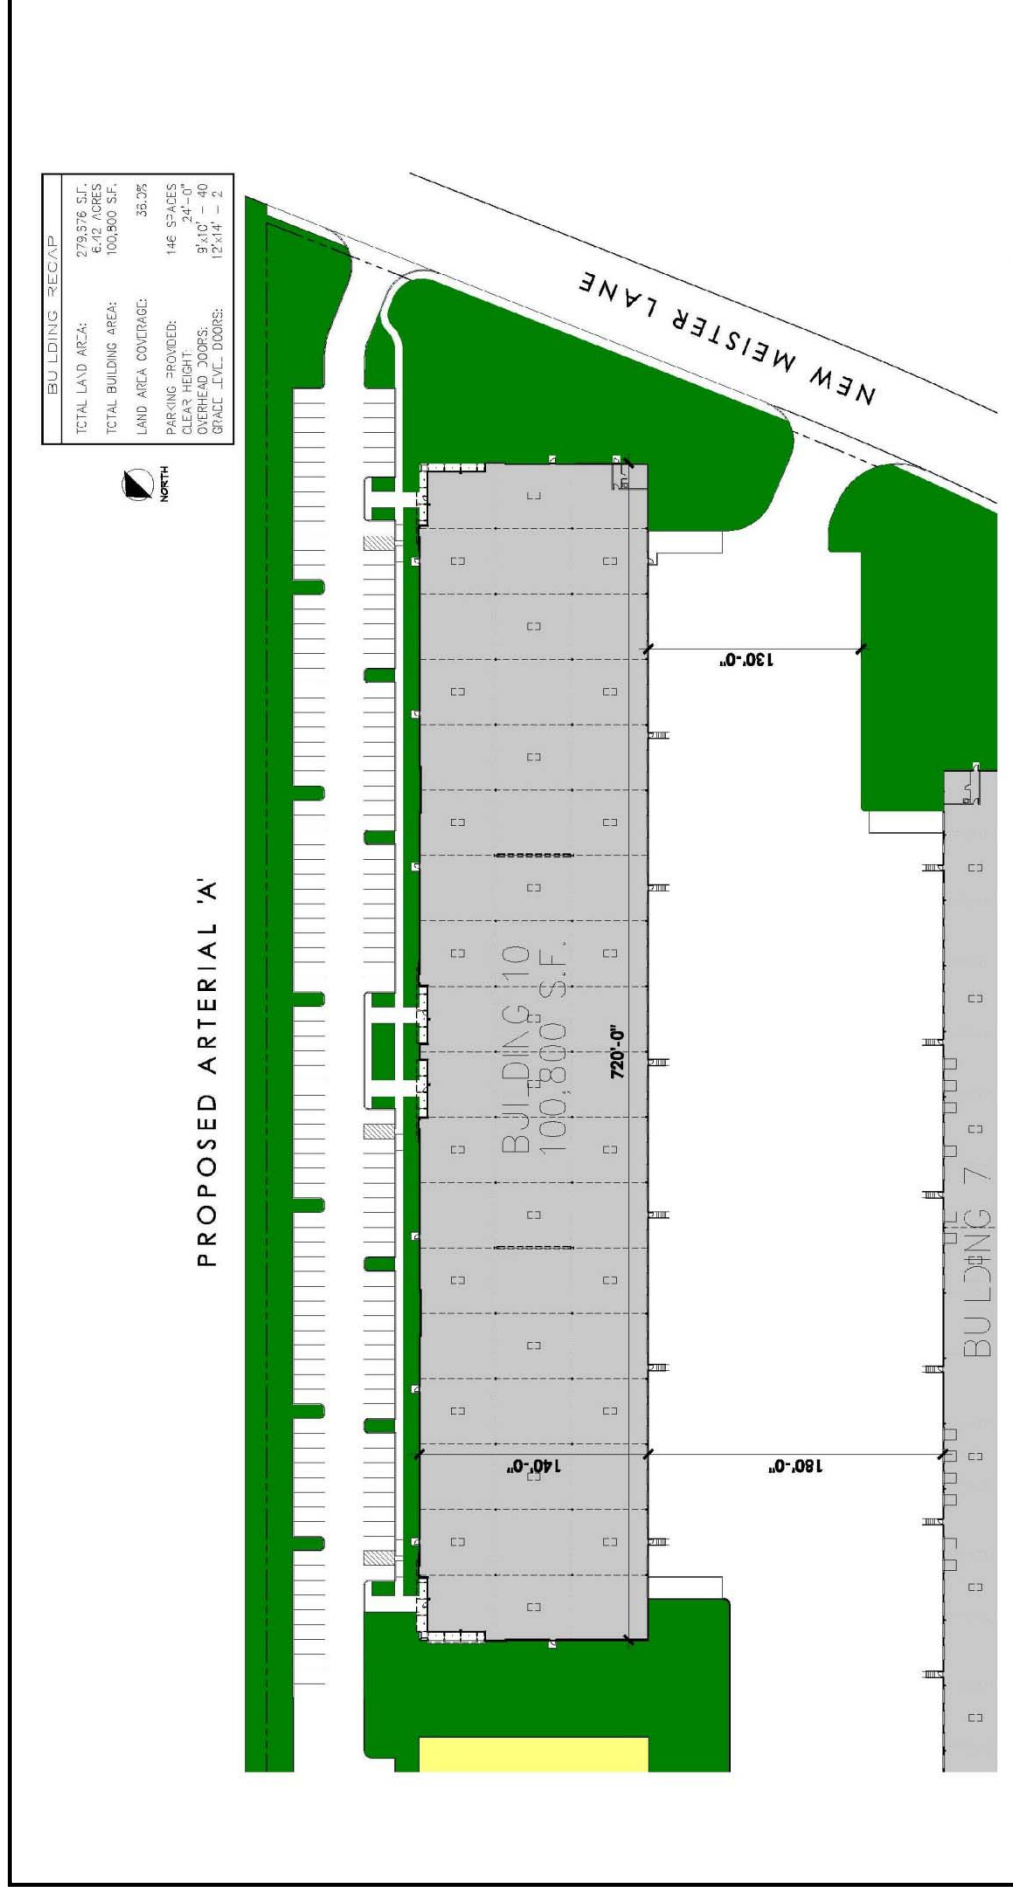 BUILDING RECAP
TOTAL LAND AREA: 279,576 S.F.
6.42 ACRES
TOTAL BUILDING AREA: 100,800 S.F.
LAND AREA COVERAGE:
PARKING PROVIDED: 146 SPACES
CLEAR HEIGHT: 24'-0"
OVERHEAD DOORS: 9'x10' - 40
GRADE LEVEL DOORS: 12'x14' - 2
NORTH
PROPOSED ARTERIAL 'A'
NEW MEISTER LANE
BUILDING 10
100,800 S.F.
720'-0"
130'-0"
140'-0"
180'-0"
BUILDING 7